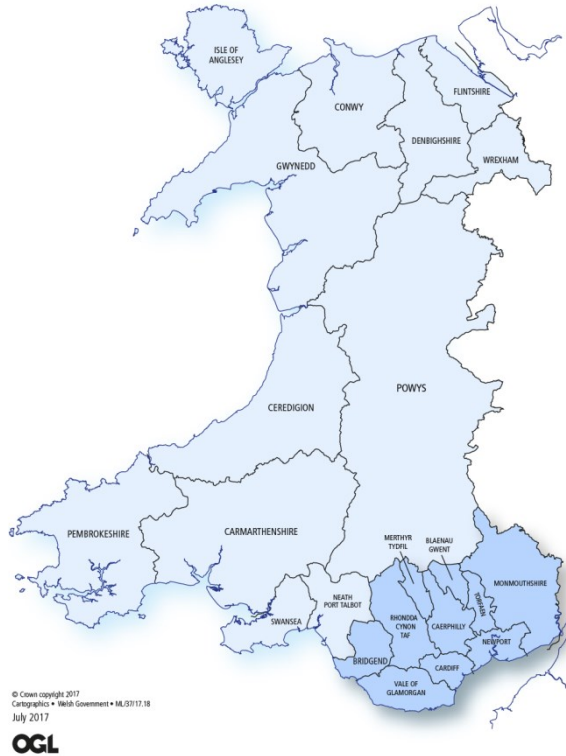 ISLE OF
ANGLESEY
FLINTSHIRE
CONWY
DENBIGHSHIRE
WREXHAM
GWYNEDD
POWYS
CEREDIGION
PEMBROKESHIRE
CARMARTHENSHIRE
MERTHYR
TYDFIL
BLAENAU
GWENT
MONMOUTHSHIRE
NEATH
PORT TALBOT
SWANSEA
RHONDDA
CYNON
TAF
CAERPHILLY
TORFAEN
NEWPORT
BRIDGEND
CARDIFF
VALE OF
GLAMORGAN
© Crown copyright 2017
Cartographics • Welsh Government • ML/37/17.18
July 2017
OGL